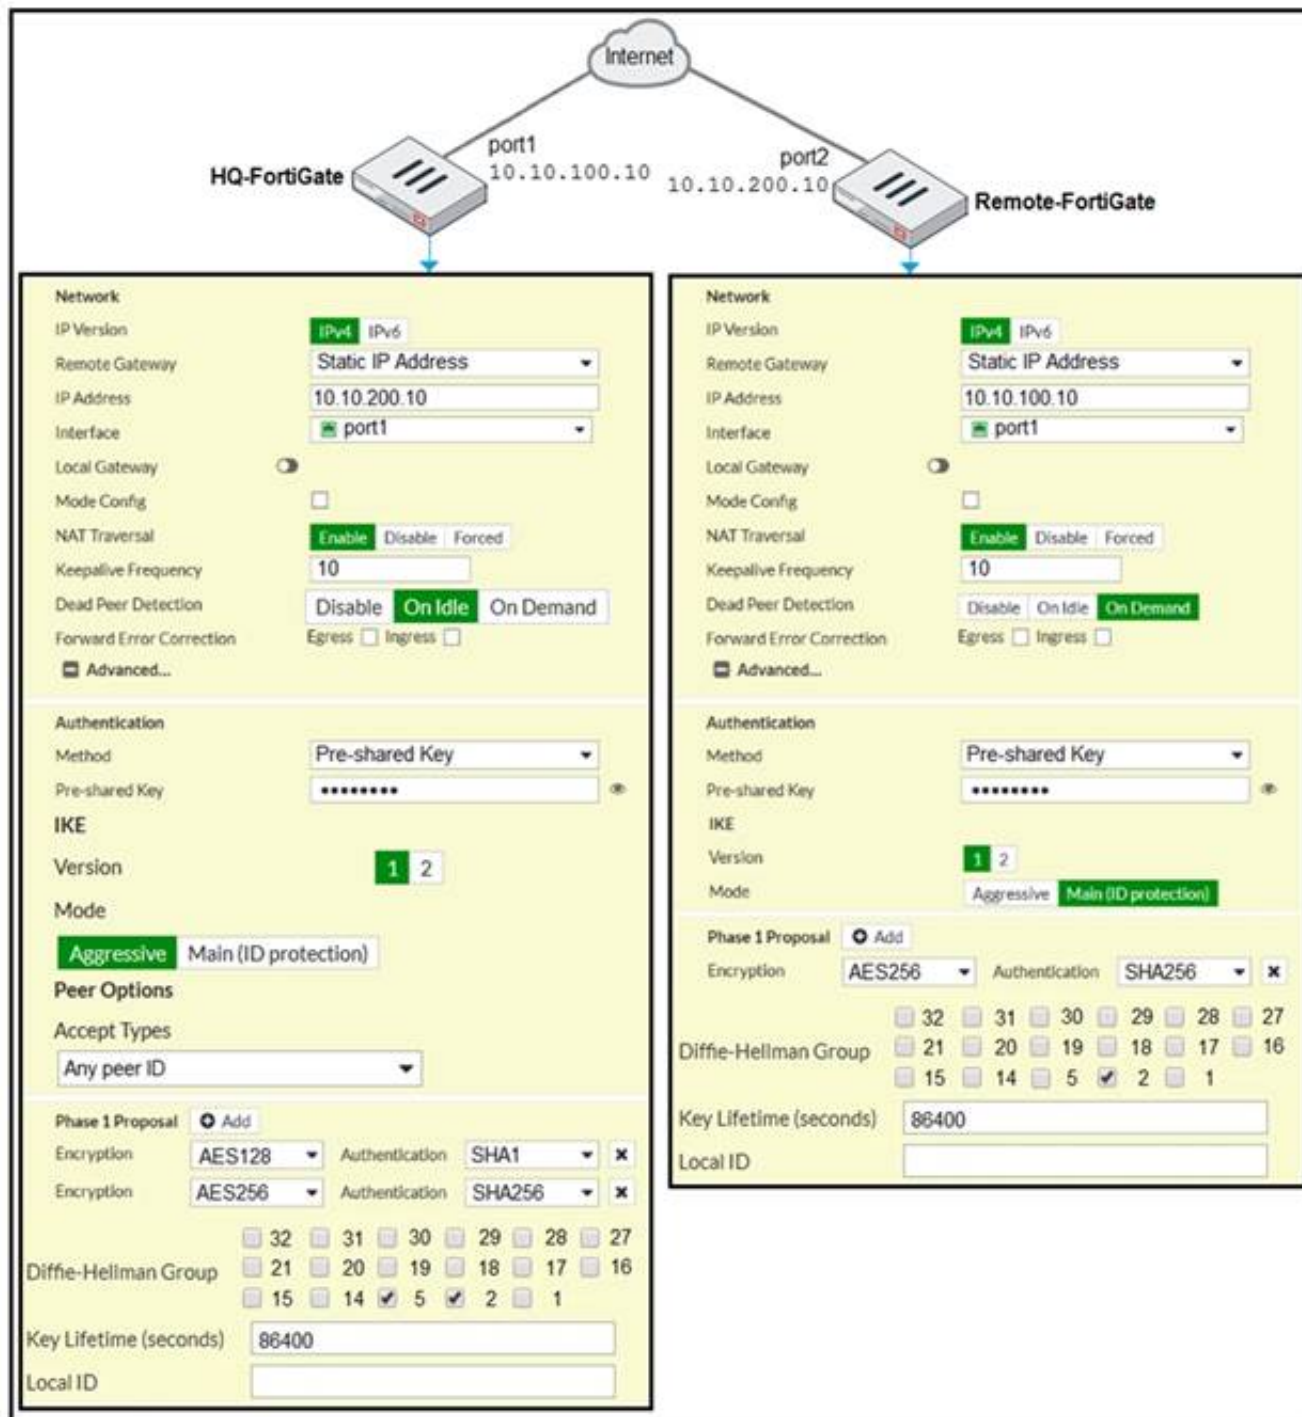 Internet
port1
10.10.100.10
HQ-FortiGate
port2
10.10.200.10
Remote-FortiGate
Network
IP Version IPv4 IPv6
Remote Gateway Static IP Address
IP Address 10.10.200.10
Interface port1
Local Gateway
Mode Config
NAT Traversal Enable Disable Forced
Keepalive Frequency 10
Dead Peer Detection Disable On Idle On Demand
Forward Error Correction Egress Ingress
Advanced...
Authentication
Method Pre-shared Key
Pre-shared Key ••••••••
IKE
Version 1 2
Mode
Aggressive Main (ID protection)
Peer Options
Accept Types
Any peer ID
Phase 1 Proposal Add
Encryption AES128 Authentication SHA1
Encryption AES256 Authentication SHA256
32 31 30 29 28 27
Diffie-Hellman Group 21 20 19 18 17 16
15 14 5 2 1
Key Lifetime (seconds) 86400
Local ID
Network
IP Version IPv4 IPv6
Remote Gateway Static IP Address
IP Address 10.10.100.10
Interface port1
Local Gateway
Mode Config
NAT Traversal Enable Disable Forced
Keepalive Frequency 10
Dead Peer Detection Disable On Idle On Demand
Forward Error Correction Egress Ingress
Advanced...
Authentication
Method Pre-shared Key
Pre-shared Key ••••••••
IKE
Version 1 2
Mode Aggressive Main (ID protection)
Phase 1 Proposal Add
Encryption AES256 Authentication SHA256
32 31 30 29 28 27
Diffie-Hellman Group 21 20 19 18 17 16
15 14 5 2 1
Key Lifetime (seconds) 86400
Local ID